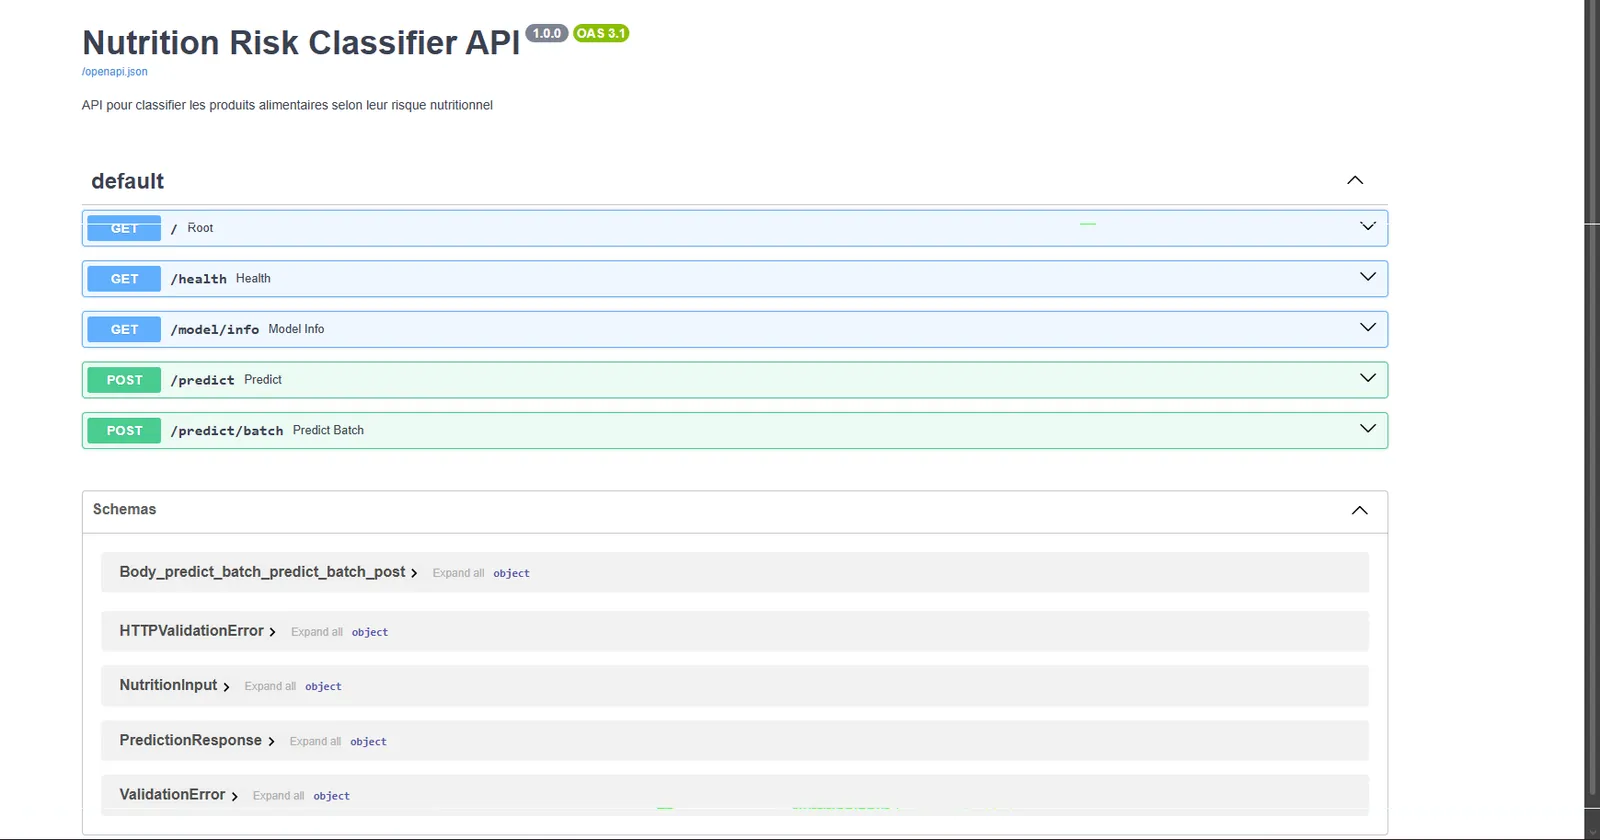 Nutrition Risk Classifier API 1.0.0 OAS 3.1
/openapi.json
API pour classifier les produits alimentaires selon leur risque nutritionnel
default
GET / Root
GET /health Health
GET /model/info Model Info
POST /predict Predict
POST /predict/batch Predict Batch
Schemas
Body_predict_batch_predict_batch_post Expand all object
HTTPValidationError Expand all object
NutritionInput Expand all object
PredictionResponse Expand all object
ValidationError Expand all object